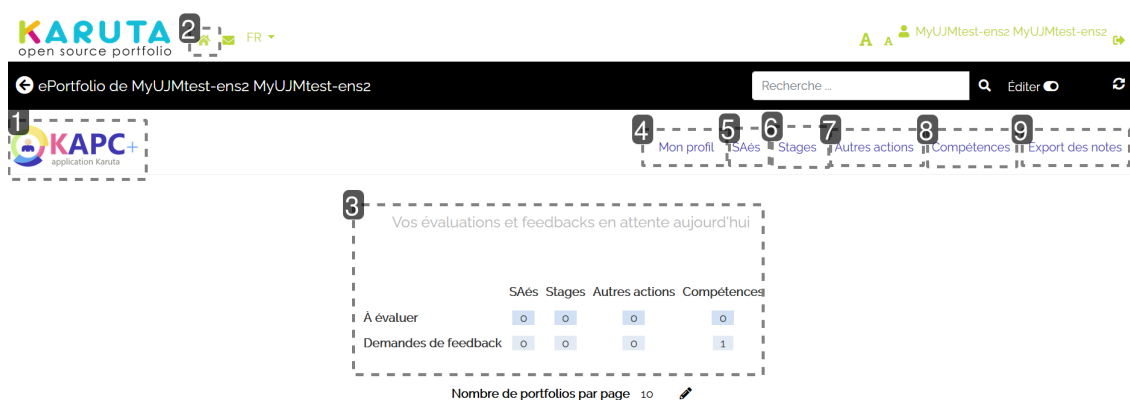 KARUTA
open source portfolio
2
FR
A A MyUJMtest-ens2 MyUJMtest-ens2
ePortfolio de MyUJMtest-ens2 MyUJMtest-ens2
Recherche ...
Éditer
1
KAPC+
application Karuta
4 5 6 7 8 9
Mon profil SAés Stages Autres actions Compétences Export des notes
3
Vos évaluations et feedbacks en attente aujourd'hui
SAés Stages Autres actions Compétences
À évaluer 0 0 0 0
Demandes de feedback 0 0 0 1
Nombre de portfolios par page 10